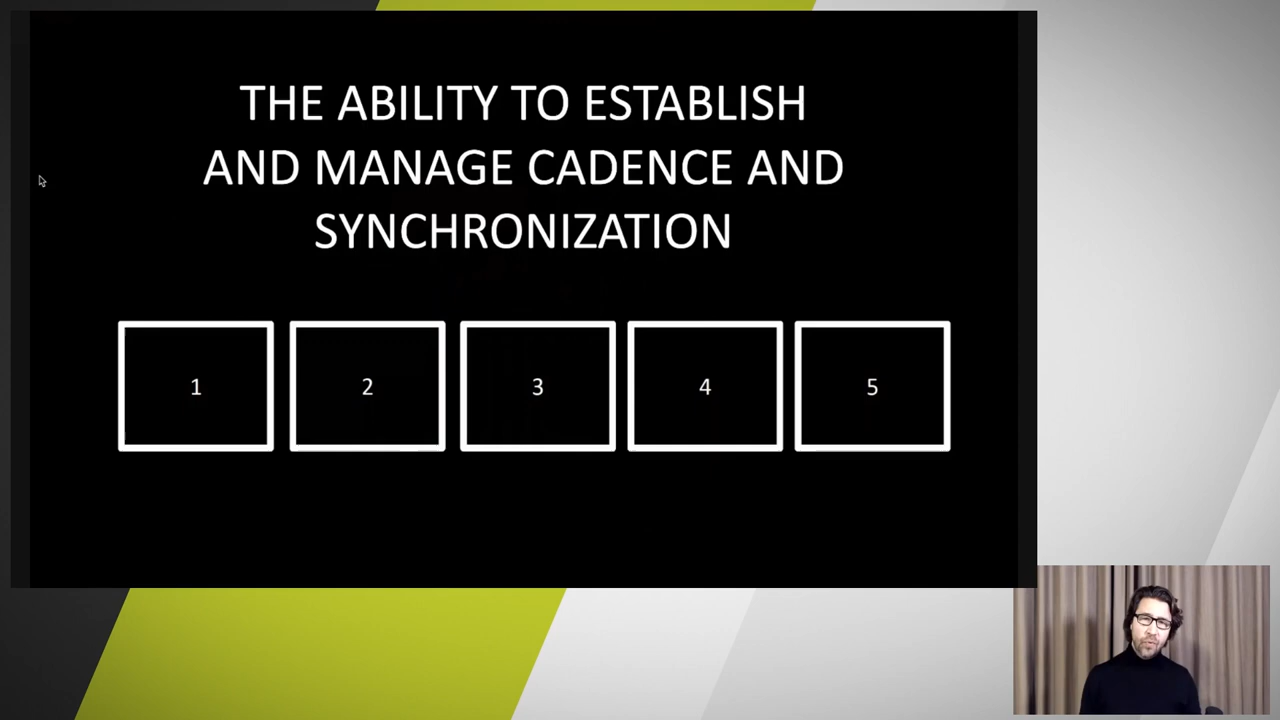 THE ABILITY TO ESTABLISH
AND MANAGE CADENCE AND
SYNCHRONIZATION
1 2 3 4 5